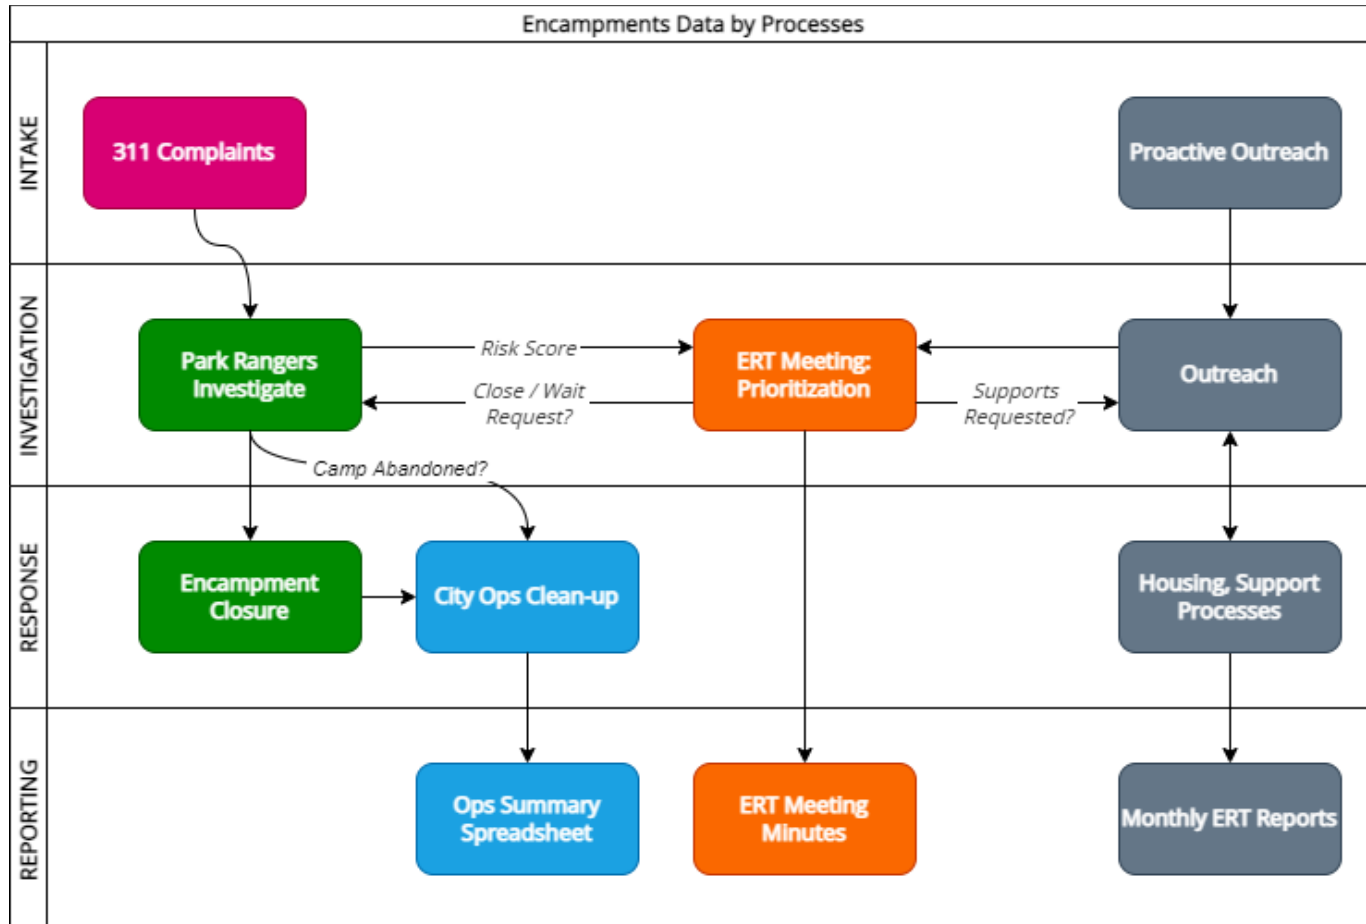 Encampments Data by Processes
INTAKE
311 Complaints
Proactive Outreach
INVESTIGATION
Park Rangers
Investigate
Risk Score
Close / Wait
Request?
ERT Meeting:
Prioritization
Supports
Requested?
Outreach
Camp Abandoned?
RESPONSE
Encampment
Closure
City Ops Clean-up
Housing, Support
Processes
REPORTING
Ops Summary
Spreadsheet
ERT Meeting
Minutes
Monthly ERT Reports